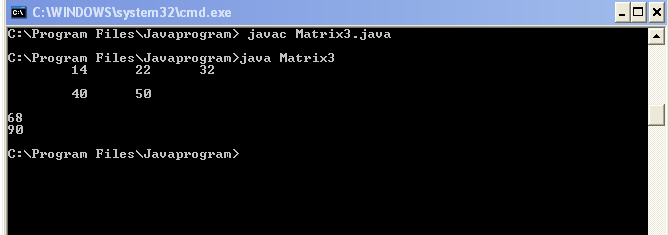 C:\WINDOWS\system32\cmd.exe
C:\Program Files\Javaprogram> javac Matrix3.java
C:\Program Files\Javaprogram>java Matrix3
14 22 32
40 50
68
90
C:\Program Files\Javaprogram>